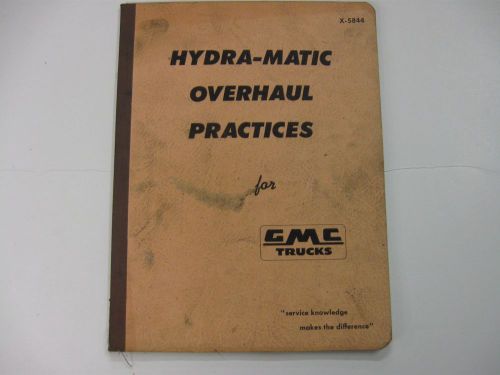 X-5844
HYDRA-MATIC
OVERHAUL
PRACTICES
for
GMC
TRUCKS
"service knowledge
makes the difference"